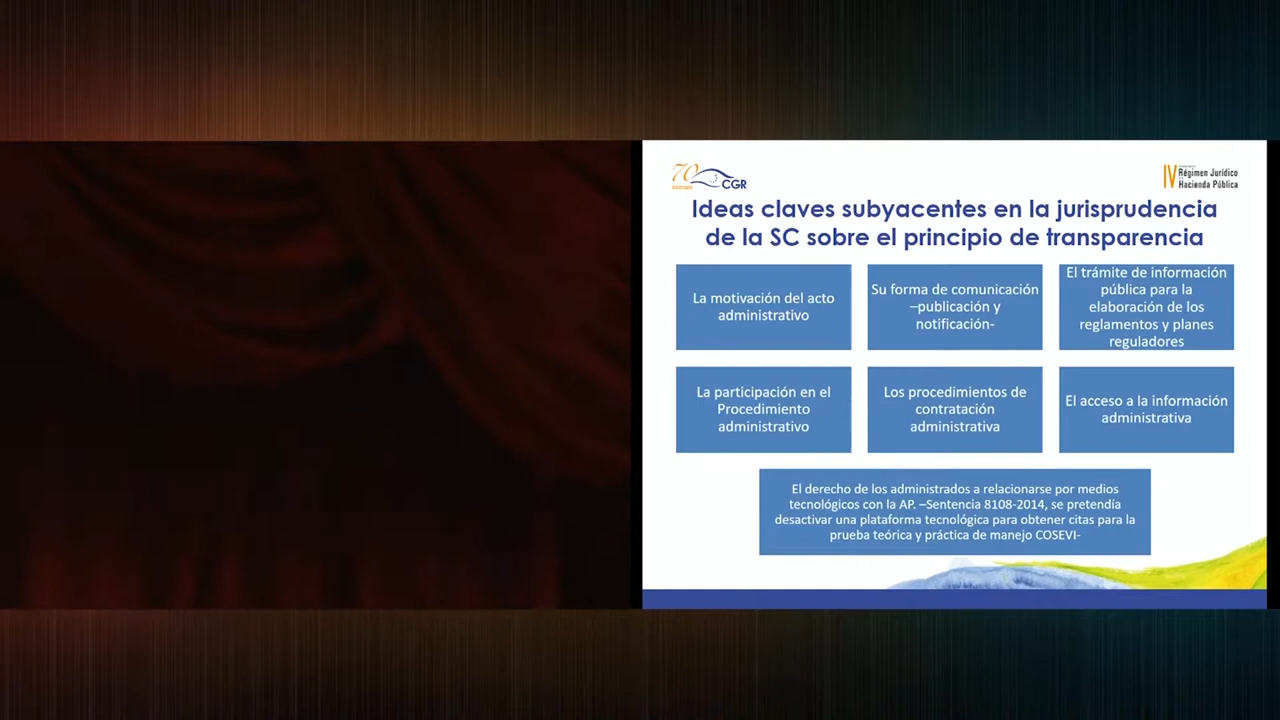 70
CGR
IV
Régimen Jurídico
Hacienda Pública
Ideas claves subyacentes en la jurisprudencia
de la SC sobre el principio de transparencia
La motivación del acto
administrativo
Su forma de comunicación
–publicación y
notificación-
El trámite de información
pública para la
elaboración de los
reglamentos y planes
reguladores
La participación en el
Procedimiento
administrativo
Los procedimientos de
contratación
administrativa
El acceso a la información
administrativa
El derecho de los administrados a relacionarse por medios
tecnológicos con la AP. –Sentencia 8108-2014, se pretendía
desactivar una plataforma tecnológica para obtener citas para la
prueba teórica y práctica de manejo COSEVI-